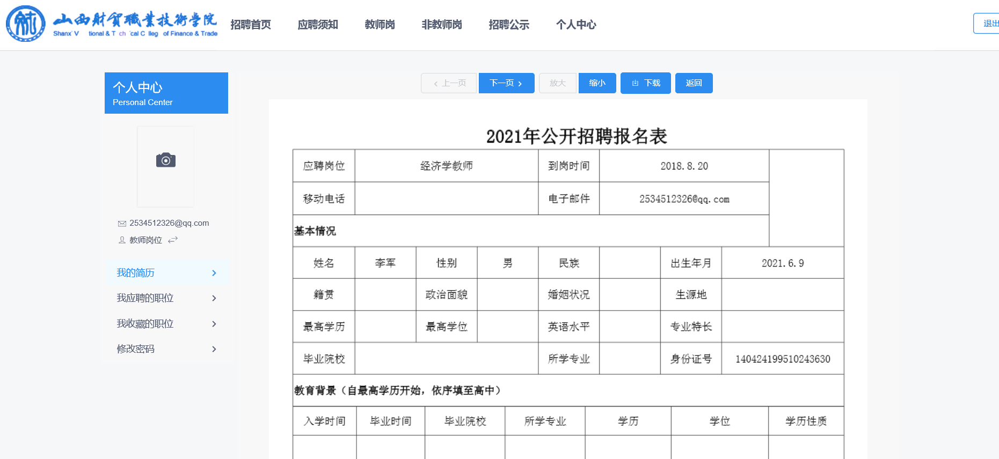 山西财贸職業技術学院
Shanx V tional & T ch cal C lleg of Finance & Trade
招聘首页 应聘须知 教师岗 非教师岗 招聘公示 个人中心
退出
个人中心
Personal Center
2534512326@qq.com
教师岗位
我的简历
我应聘的职位
我收藏的职位
修改密码
上一页 下一页 放大 缩小 下载 返回
2021年公开招聘报名表
应聘岗位 经济学教师 到岗时间 2018.8.20
移动电话 电子邮件 2534512326@qq.com
基本情况
姓名 李军 性别 男 民族 出生年月 2021.6.9
籍贯 政治面貌 婚姻状况 生源地
最高学历 最高学位 英语水平 专业特长
毕业院校 所学专业 身份证号 140424199510243630
教育背景（自最高学历开始，依序填至高中）
入学时间 毕业时间 毕业院校 所学专业 学历 学位 学历性质